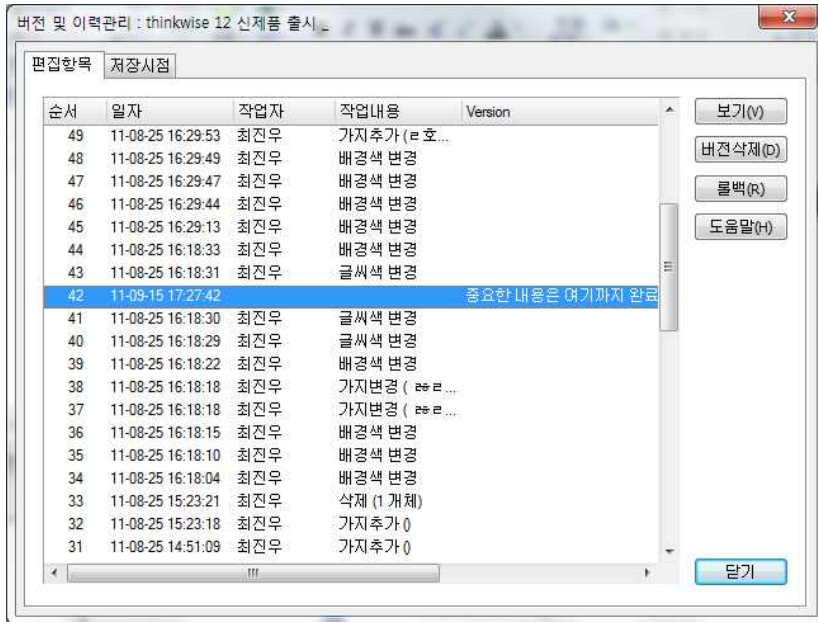 버전 및 이력관리 : thinkwise 12 신제품 출시 _
편집항목 저장시점
순서 일자 작업자 작업내용 Version
49 11-08-25 16:29:53 최진우 가지추가 (ㄹ호...
48 11-08-25 16:29:49 최진우 배경색 변경
47 11-08-25 16:29:47 최진우 배경색 변경
46 11-08-25 16:29:44 최진우 배경색 변경
45 11-08-25 16:29:13 최진우 배경색 변경
44 11-08-25 16:18:33 최진우 배경색 변경
43 11-08-25 16:18:31 최진우 글씨색 변경
42 11-09-15 17:27:42 중요한 내용은 여기까지 완료
41 11-08-25 16:18:30 최진우 글씨색 변경
40 11-08-25 16:18:29 최진우 글씨색 변경
39 11-08-25 16:18:22 최진우 배경색 변경
38 11-08-25 16:18:18 최진우 가지변경 (
37 11-08-25 16:18:18 최진우 가지변경 (
36 11-08-25 16:18:15 최진우 배경색 변경
35 11-08-25 16:18:10 최진우 배경색 변경
34 11-08-25 16:18:04 최진우 배경색 변경
33 11-08-25 15:23:21 최진우 삭제 (1 개체)
32 11-08-25 15:23:18 최진우 가지추가 ()
31 11-08-25 14:51:09 최진우 가지추가 ()
보기(V)
버전삭제(D)
롤백(R)
도움말(H)
닫기